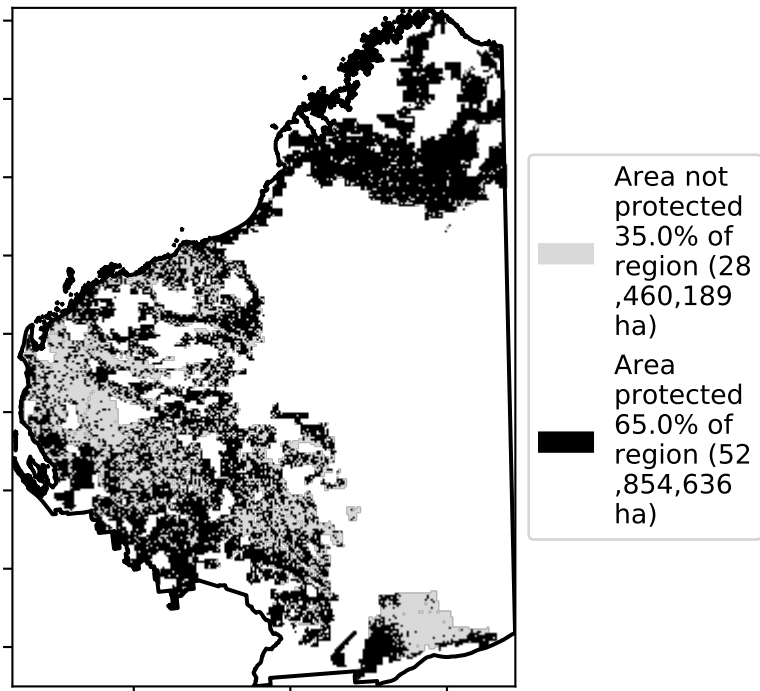 Area not
protected
35.0% of
region (28
,460,189
ha)
Area
protected
65.0% of
region (52
,854,636
ha)